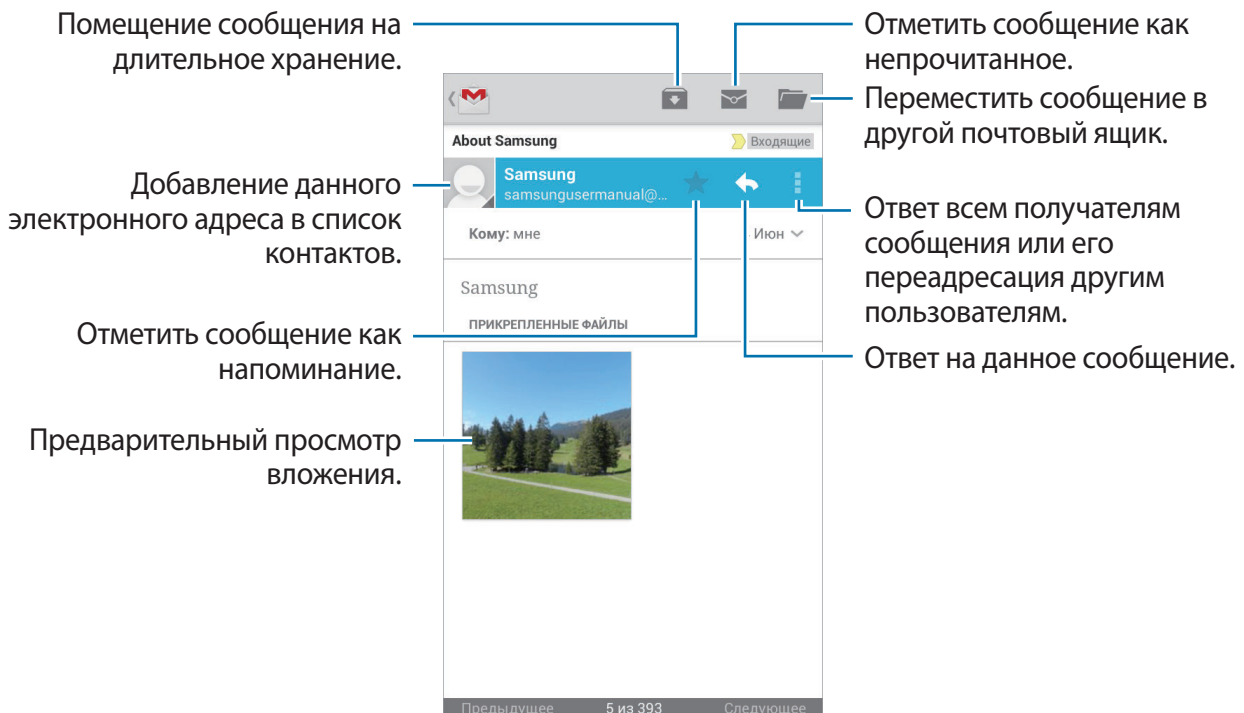 Помещение сообщения на
длительное хранение.
Отметить сообщение как
непрочитанное.
Переместить сообщение в
другой почтовый ящик.
About Samsung
Входящие
Добавление данного
электронного адреса в список
контактов.
Samsung
samsungusermanual@...
Ответ всем получателям
сообщения или его
переадресация другим
пользователям.
Кому: мне
Июн
Samsung
ПРИКРЕПЛЕННЫЕ ФАЙЛЫ
Отметить сообщение как
напоминание.
Ответ на данное сообщение.
Предварительный просмотр
вложения.
Предыдущее 5 из 393 Следующее